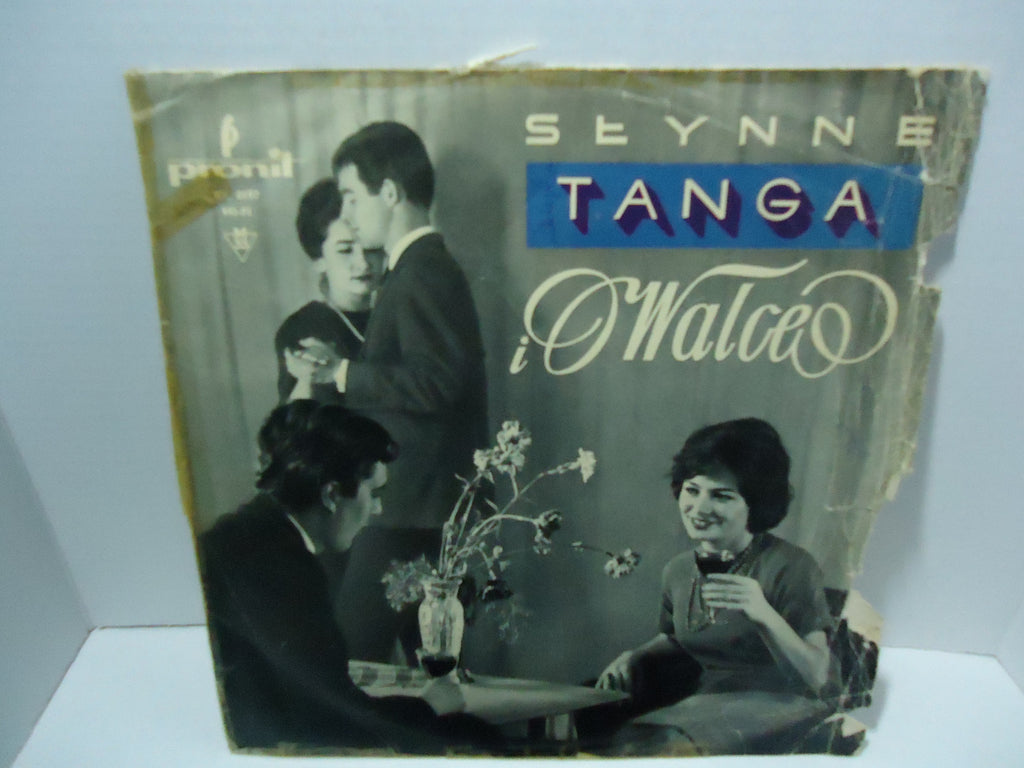 pronit
SŁYNNE
TANGA
i Walce